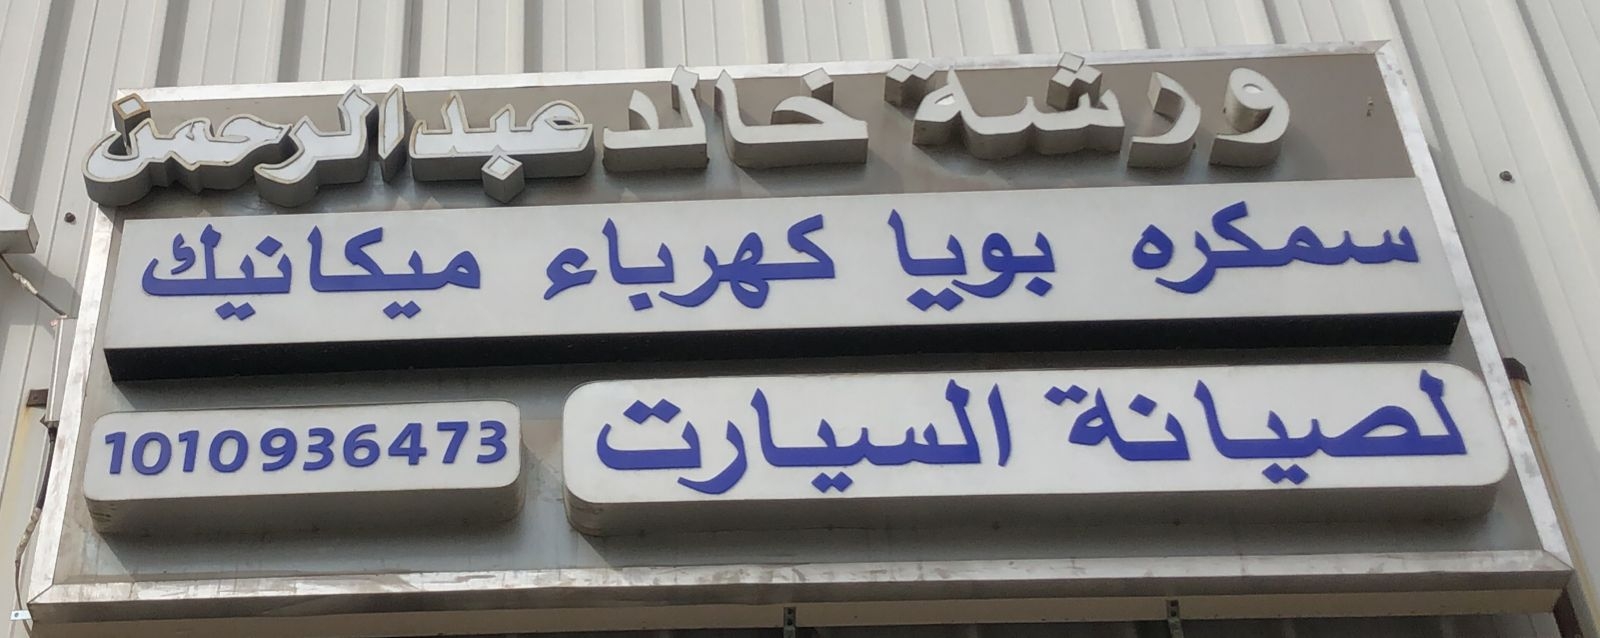 ورشة خالد عبدالرحمن
سمكره بويا كهرباء ميكانيك
لصيانة السيارت
1010936473